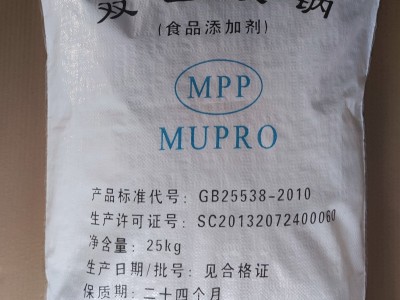 (食品添加剂)
MPP
MUPRO
产品标准代号: GB25538-2010
生产许可证号: SC20132072400060
净含量: 25kg
生产日期/批号: 见合格证
保质期: 二十四个月